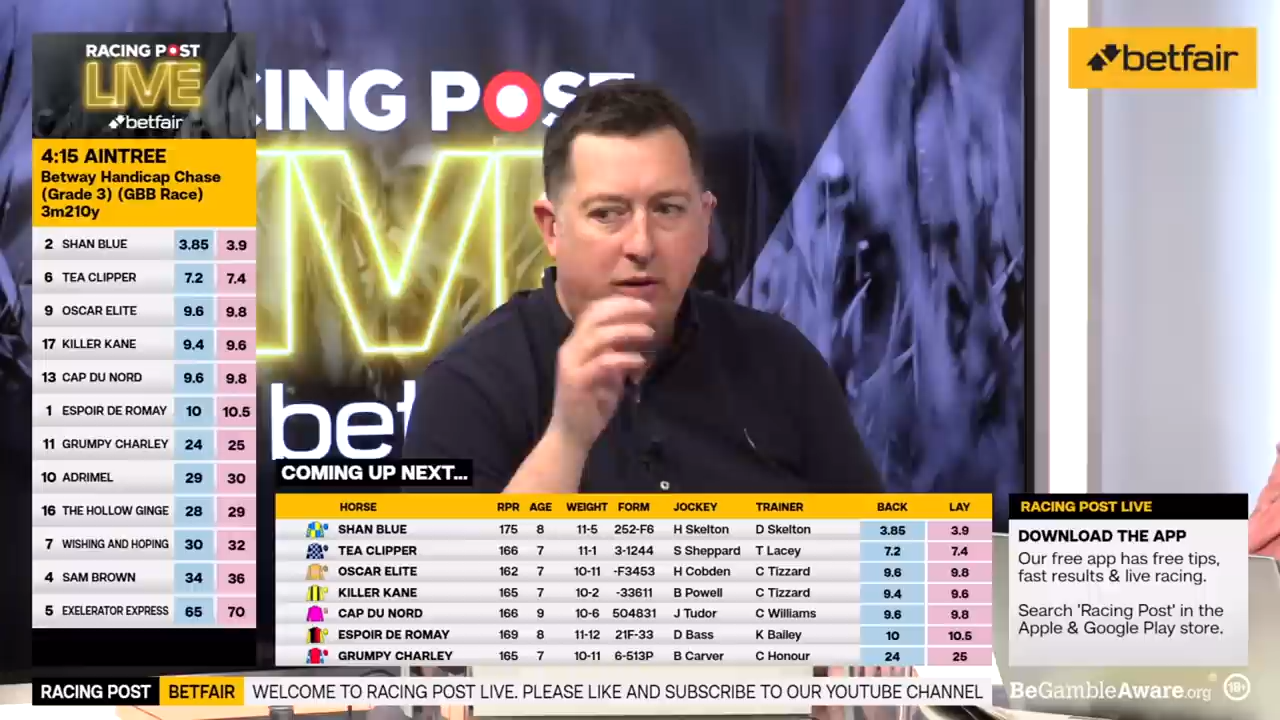 RACING POST
LIVE
betfair
4:15 AINTREE
Betway Handicap Chase
(Grade 3) (GBB Race)
3m210y
2 SHAN BLUE 3.85 3.9
6 TEA CLIPPER 7.2 7.4
9 OSCAR ELITE 9.6 9.8
17 KILLER KANE 9.4 9.6
13 CAP DU NORD 9.6 9.8
1 ESPOIR DE ROMAY 10 10.5
11 GRUMPY CHARLEY 24 25
10 ADRIMEL 29 30
16 THE HOLLOW GINGE 28 29
7 WISHING AND HOPING 30 32
4 SAM BROWN 34 36
5 EXELERATOR EXPRESS 65 70
CING POST
LIV
bet
betfair
COMING UP NEXT...
HORSE RPR AGE WEIGHT FORM JOCKEY TRAINER BACK LAY
SHAN BLUE 175 8 11-5 252-F6 H Skelton D Skelton 3.85 3.9
TEA CLIPPER 166 7 11-1 3-1244 S Sheppard T Lacey 7.2 7.4
OSCAR ELITE 162 7 10-11 -F3453 H Cobden C Tizzard 9.6 9.8
KILLER KANE 165 7 10-2 -33611 B Powell C Tizzard 9.4 9.6
CAP DU NORD 166 9 10-6 504831 J Tudor C Williams 9.6 9.8
ESPOIR DE ROMAY 169 8 11-12 21F-33 D Bass K Bailey 10 10.5
GRUMPY CHARLEY 165 7 10-11 6-513P B Carver C Honour 24 25
RACING POST LIVE
DOWNLOAD THE APP
Our free app has free tips,
fast results & live racing.
Search 'Racing Post' in the
Apple & Google Play store.
RACING POST BETFAIR WELCOME TO RACING POST LIVE. PLEASE LIKE AND SUBSCRIBE TO OUR YOUTUBE CHANNEL
BeGambleAware.org 18+